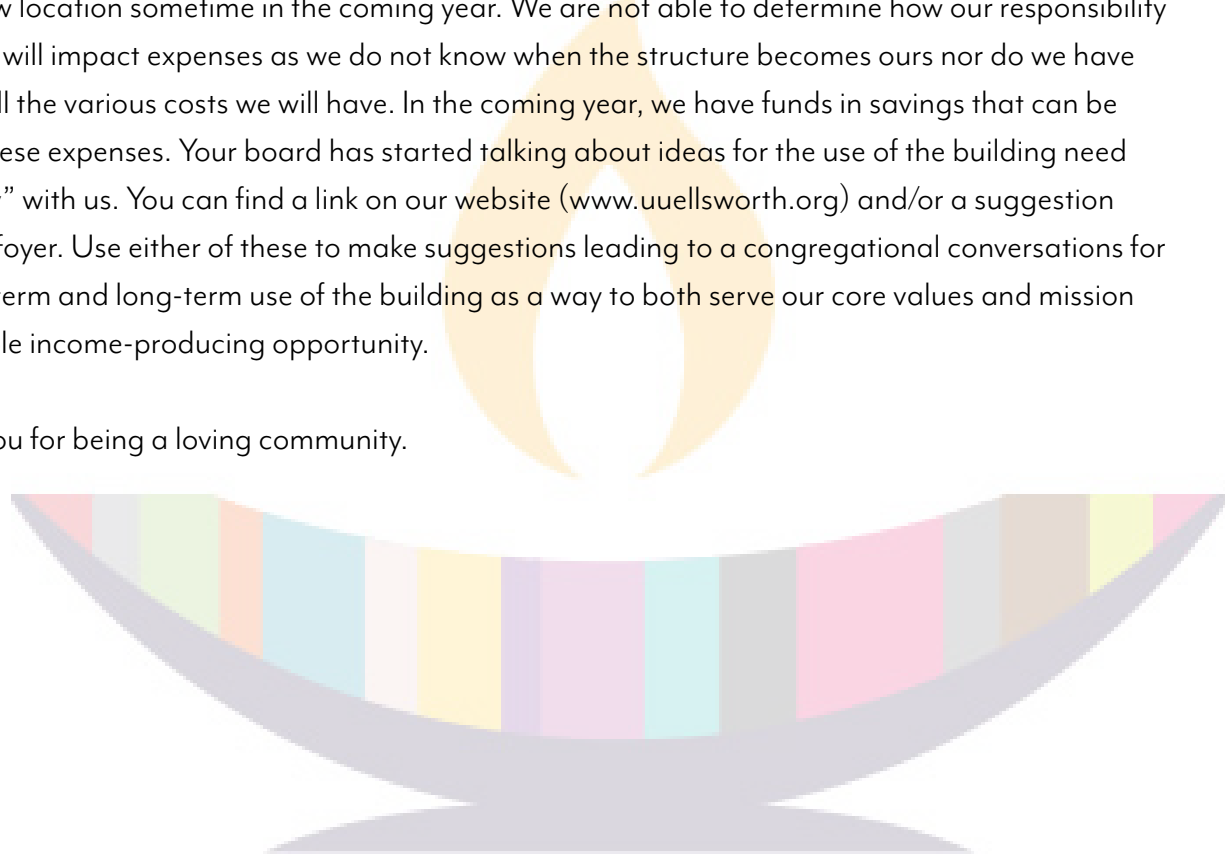 location sometime in the coming year. We are not able to determine how our responsibility
will impact expenses as we do not know when the structure becomes ours nor do we have
the various costs we will have. In the coming year, we have funds in savings that can be
expenses. Your board has started talking about ideas for the use of the building need
” with us. You can find a link on our website (www.uuellsworth.org) and/or a suggestion
foyer. Use either of these to make suggestions leading to a congregational conversations for
term and long-term use of the building as a way to both serve our core values and mission
income-producing opportunity.
for being a loving community.